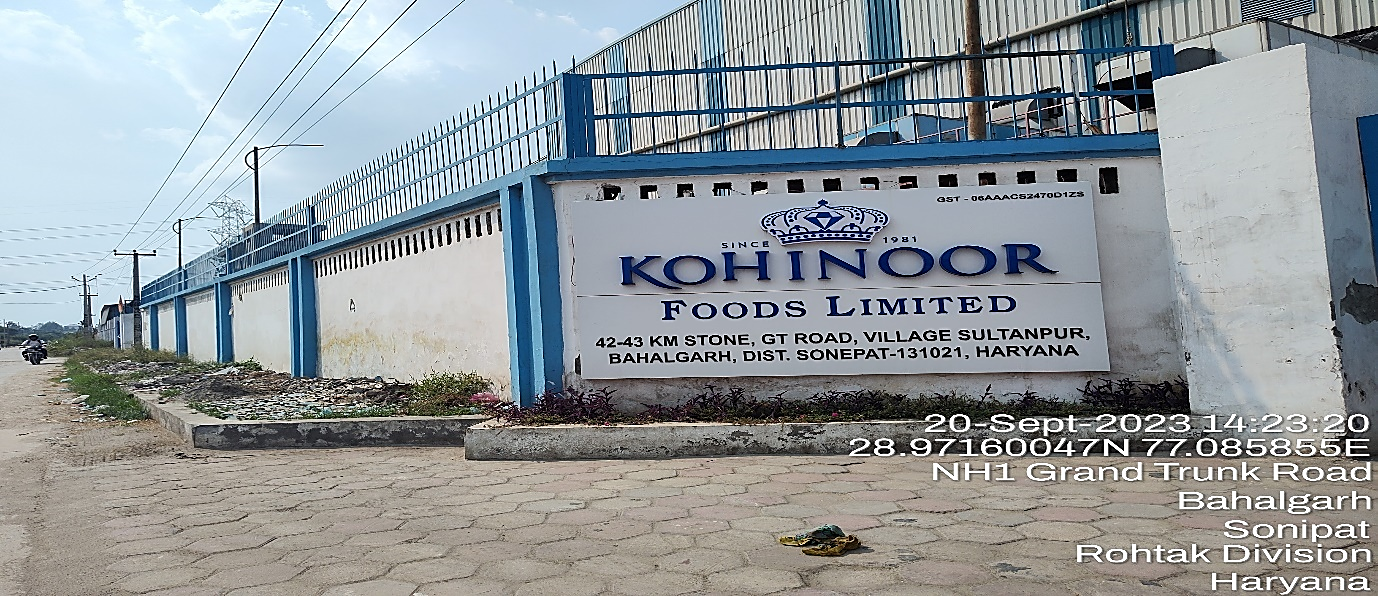 GST - 06AAACS2470D1ZS
SINCE 1981
KOHINOOR
FOODS LIMITED
42-43 KM STONE, GT ROAD, VILLAGE SULTANPUR,
BAHALGARH, DIST. SONEPAT-131021, HARYANA
20-Sept-2023 14:23:20
28.97160047N 77.085855E
NH1 Grand Trunk Road
Bahalgarh
Sonipat
Rohtak Division
Haryana